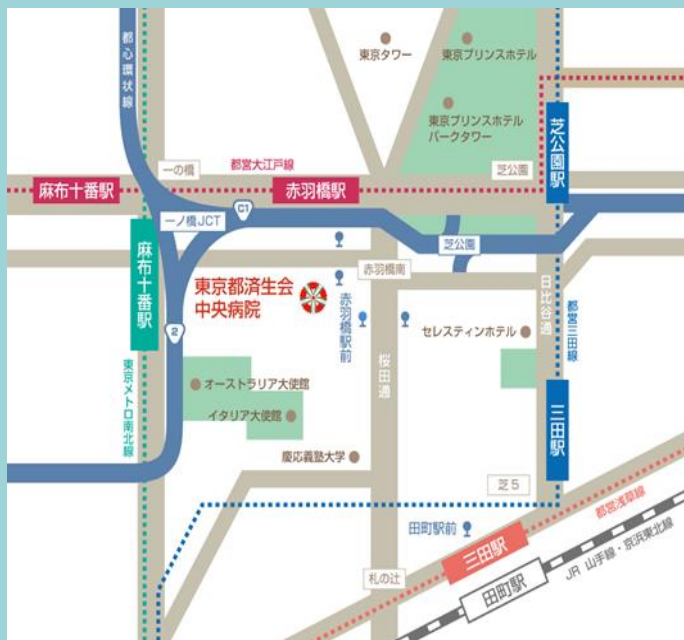 都心環状線
東京タワー
東京プリンスホテル
東京プリンスホテル
パークタワー
芝公園駅
一の橋
都営大江戸線
芝公園
麻布十番駅
赤羽橋駅
C1
一ノ橋JCT
芝公園
麻布十番駅
赤羽橋南
日比谷通
東京都済生会
中央病院
赤羽橋駅前
都営三田線
2
セレスティンホテル
桜田通
東京メトロ南北線
オーストラリア大使館
イタリア大使館
三田駅
慶応義塾大学
芝5
都営浅草線
田町駅前
三田駅
JR 山手線・京浜東北線
札の辻
田町駅